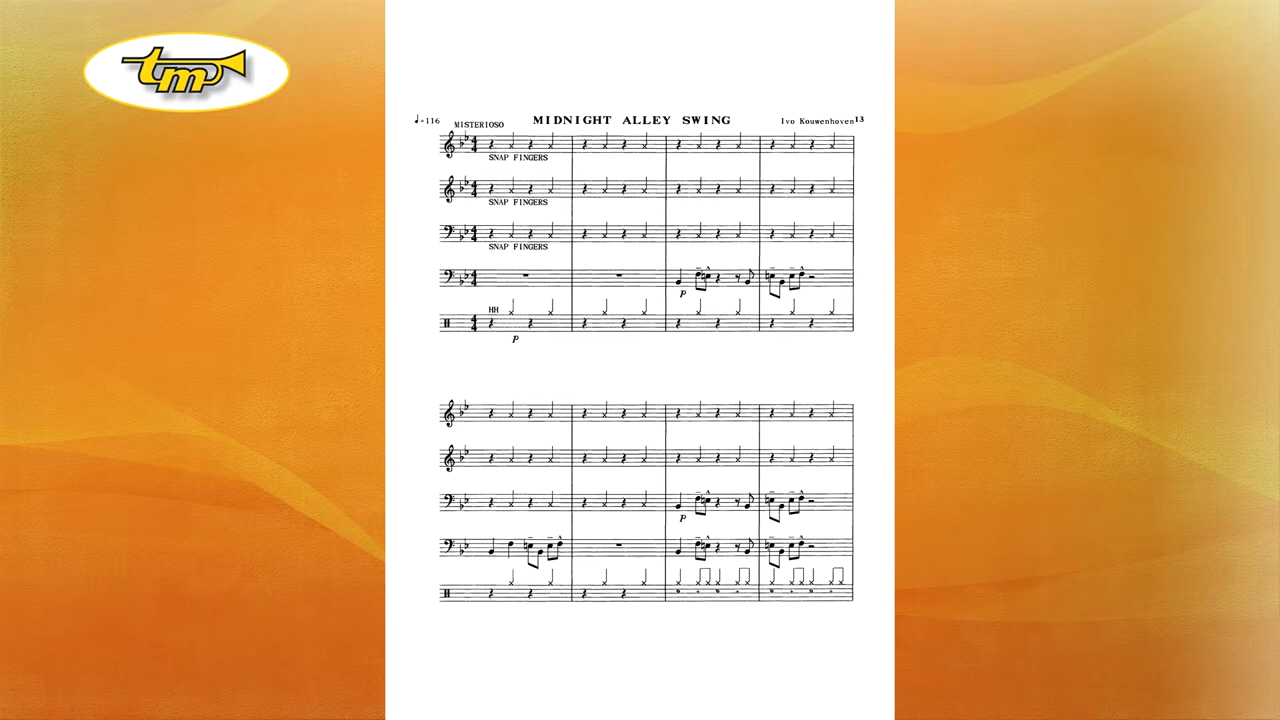 tm
♩=116 MISTERIOSO MIDNIGHT ALLEY SWING Ivo Kouwenhoven 13
SNAP FINGERS
SNAP FINGERS
SNAP FINGERS
p
HH
p
p